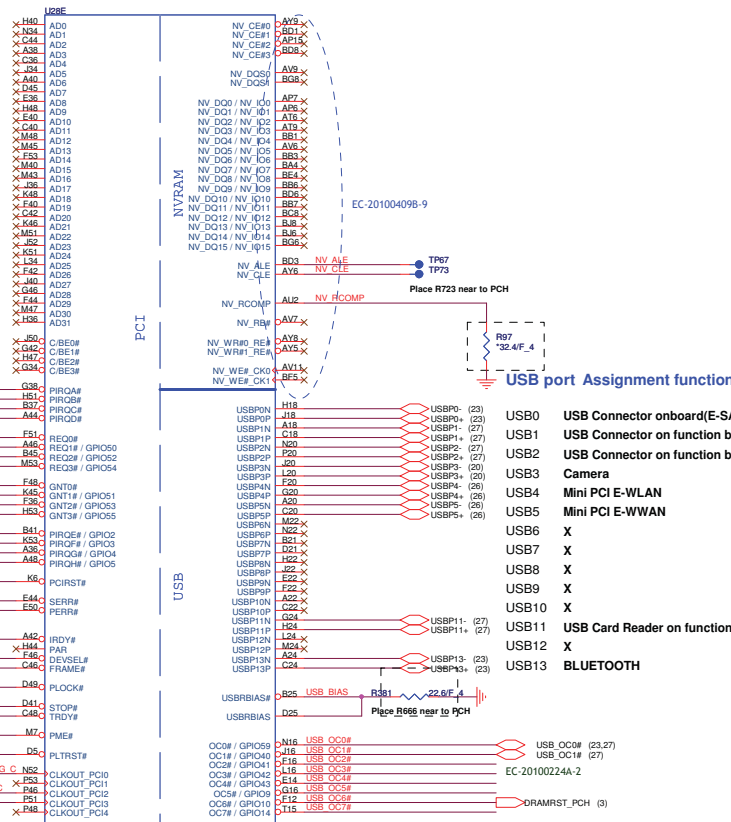 U28E
H40 AD0 NV_CE#0 AY9
N34 AD1 NV_CE#1 BD1
C44 AD2 NV_CE#2 AP15
A38 AD3 NV_CE#3 BD8
C36 AD4
J34 AD5 NV_DQS0 AV9
A40 AD6 NV_DQS1 BG8
D45 AD7
E36 AD8 NV_DQ0 / NV_IO0 AP7
H48 AD9 NV_DQ1 / NV_IO1 AP6
E40 AD10 NV_DQ2 / NV_IO2 AT6
C40 AD11 NV_DQ3 / NV_IO3 AT9
M48 AD12 NV_DQ4 / NV_IO4 BB1
M45 AD13 NV_DQ5 / NV_IO5 AV6
F53 AD14 NV_DQ6 / NV_IO6 BB3
M40 AD15 NV_DQ7 / NV_IO7 BA4
M43 AD16 NV_DQ8 / NV_IO8 BE4
J36 AD17 NV_DQ9 / NV_IO9 BB6
K48 AD18 NV_DQ10 / NV_IO10 BD6
F40 AD19 NV_DQ11 / NV_IO11 BB7
C42 AD20 NV_DQ12 / NV_IO12 BC8
K46 AD21 NV_DQ13 / NV_IO13 BJ8
M51 AD22 NV_DQ14 / NV_IO14 BJ6
J52 AD23 NV_DQ15 / NV_IO15 BG6
K51 AD24
L34 AD25 NV_ALE BD3 NV_ALE TP67
F42 AD26 NV_CLE AY6 NV_CLE TP73
J40 AD27
G46 AD28 Place R723 near to PCH
F44 AD29 NV_RCOMP AU2 NV_RCOMP
M47 AD30
H36 AD31 NV_RB# AV7
NVRAM
EC-20100409B-9
PCI
J50 C/BE0# NV_WR#0_RE# AY8
G42 C/BE1# NV_WR#1_RE# AY5
H47 C/BE2#
G34 C/BE3# NV_WE#_CK0 AV11
NV_WE#_CK1 BF5
R97
*32.4/F_4
USB port Assignment function
G38 PIRQA#
H51 PIRQB#
B37 PIRQC#
A44 PIRQD#
F51 REQ0#
A46 REQ1# / GPIO50
B45 REQ2# / GPIO52
M53 REQ3# / GPIO54
F48 GNT0#
K45 GNT1# / GPIO51
F36 GNT2# / GPIO53
H53 GNT3# / GPIO55
B41 PIRQE# / GPIO2
K53 PIRQF# / GPIO3
A36 PIRQG# / GPIO4
A48 PIRQH# / GPIO5
K6 PCIRST#
E44 SERR#
E50 PERR#
A42 IRDY#
H44 PAR
F46 DEVSEL#
C46 FRAME#
D49 PLOCK#
D41 STOP#
C48 TRDY#
M7 PME#
D5 PLTRST#
N52 CLKOUT_PCI0
P53 CLKOUT_PCI1
P46 CLKOUT_PCI2
P51 CLKOUT_PCI3
P48 CLKOUT_PCI4
G_C
C
USB
USBP0N H18 USBP0- (23)
USBP0P J18 USBP0+ (23)
USBP1N A18 USBP1- (27)
USBP1P C18 USBP1+ (27)
USBP2N N20 USBP2- (27)
USBP2P P20 USBP2+ (27)
USBP3N J20 USBP3- (20)
USBP3P L20 USBP3+ (20)
USBP4N F20 USBP4- (26)
USBP4P G20 USBP4+ (26)
USBP5N A20 USBP5- (26)
USBP5P C20 USBP5+ (26)
USBP6N M22
USBP6P N22
USBP7N B21
USBP7P D21
USBP8N H22
USBP8P J22
USBP9N E22
USBP9P F22
USBP10N A22
USBP10P C22
USBP11N G24 USBP11- (27)
USBP11P H24 USBP11+ (27)
USBP12N L24
USBP12P M24
USBP13N A24 USBP13- (23)
USBP13P C24 USBP13+ (23)
USBRBIAS# B25 USB_BIAS R381 22.6/F_4
Place R666 near to PCH
USBRBIAS D25
OC0# / GPIO59 N16 USB_OC0# USB_OC0# (23,27)
OC1# / GPIO40 J16 USB_OC1# USB_OC1# (27)
OC2# / GPIO41 F16 USB_OC2#
OC3# / GPIO42 L16 USB_OC3# EC-20100224A-2
OC4# / GPIO43 E14 USB_OC4#
OC5# / GPIO9 G16 USB_OC5#
OC6# / GPIO10 F12 USB_OC6# DRAMRST_PCH (3)
OC7# / GPIO14 T15 USB_OC7#
USB0 USB Connector onboard(E-SA
USB1 USB Connector on function b
USB2 USB Connector on function b
USB3 Camera
USB4 Mini PCI E-WLAN
USB5 Mini PCI E-WWAN
USB6 X
USB7 X
USB8 X
USB9 X
USB10 X
USB11 USB Card Reader on function
USB12 X
USB13 BLUETOOTH